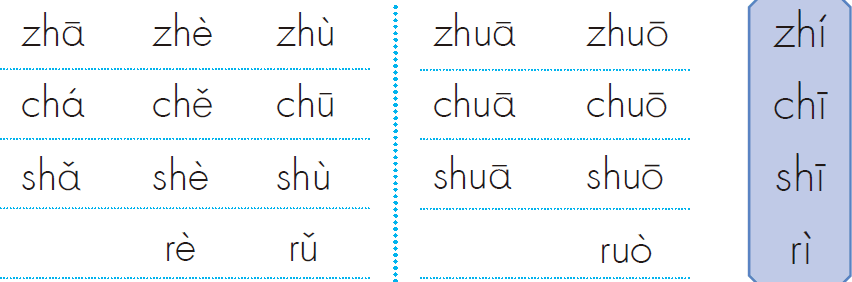 zhā zhè zhù zhuā zhuō zhí
chá chě chū chuā chuō chī
shǎ shè shù shuā shuō shī
rè rǔ ruò rì